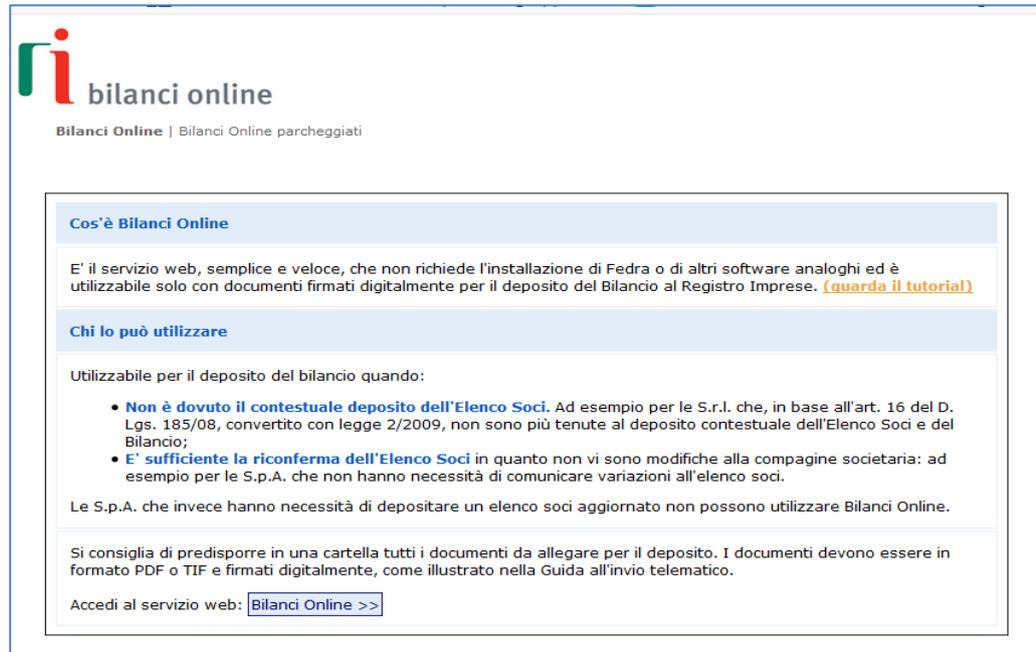 bilanci online
Bilanci Online | Bilanci Online parcheggiati
Cos'è Bilanci Online
E' il servizio web, semplice e veloce, che non richiede l'installazione di Fedra o di altri software analoghi ed è
utilizzabile solo con documenti firmati digitalmente per il deposito del Bilancio al Registro Imprese. (guarda il tutorial)
Chi lo può utilizzare
Utilizzabile per il deposito del bilancio quando:
• Non è dovuto il contestuale deposito dell'Elenco Soci. Ad esempio per le S.r.l. che, in base all'art. 16 del D.
Lgs. 185/08, convertito con legge 2/2009, non sono più tenute al deposito contestuale dell'Elenco Soci e del
Bilancio;
• E' sufficiente la riconferma dell'Elenco Soci in quanto non vi sono modifiche alla compagine societaria: ad
esempio per le S.p.A. che non hanno necessità di comunicare variazioni all'elenco soci.
Le S.p.A. che invece hanno necessità di depositare un elenco soci aggiornato non possono utilizzare Bilanci Online.
Si consiglia di predisporre in una cartella tutti i documenti da allegare per il deposito. I documenti devono essere in
formato PDF o TIF e firmati digitalmente, come illustrato nella Guida all'invio telematico.
Accedi al servizio web: Bilanci Online >>